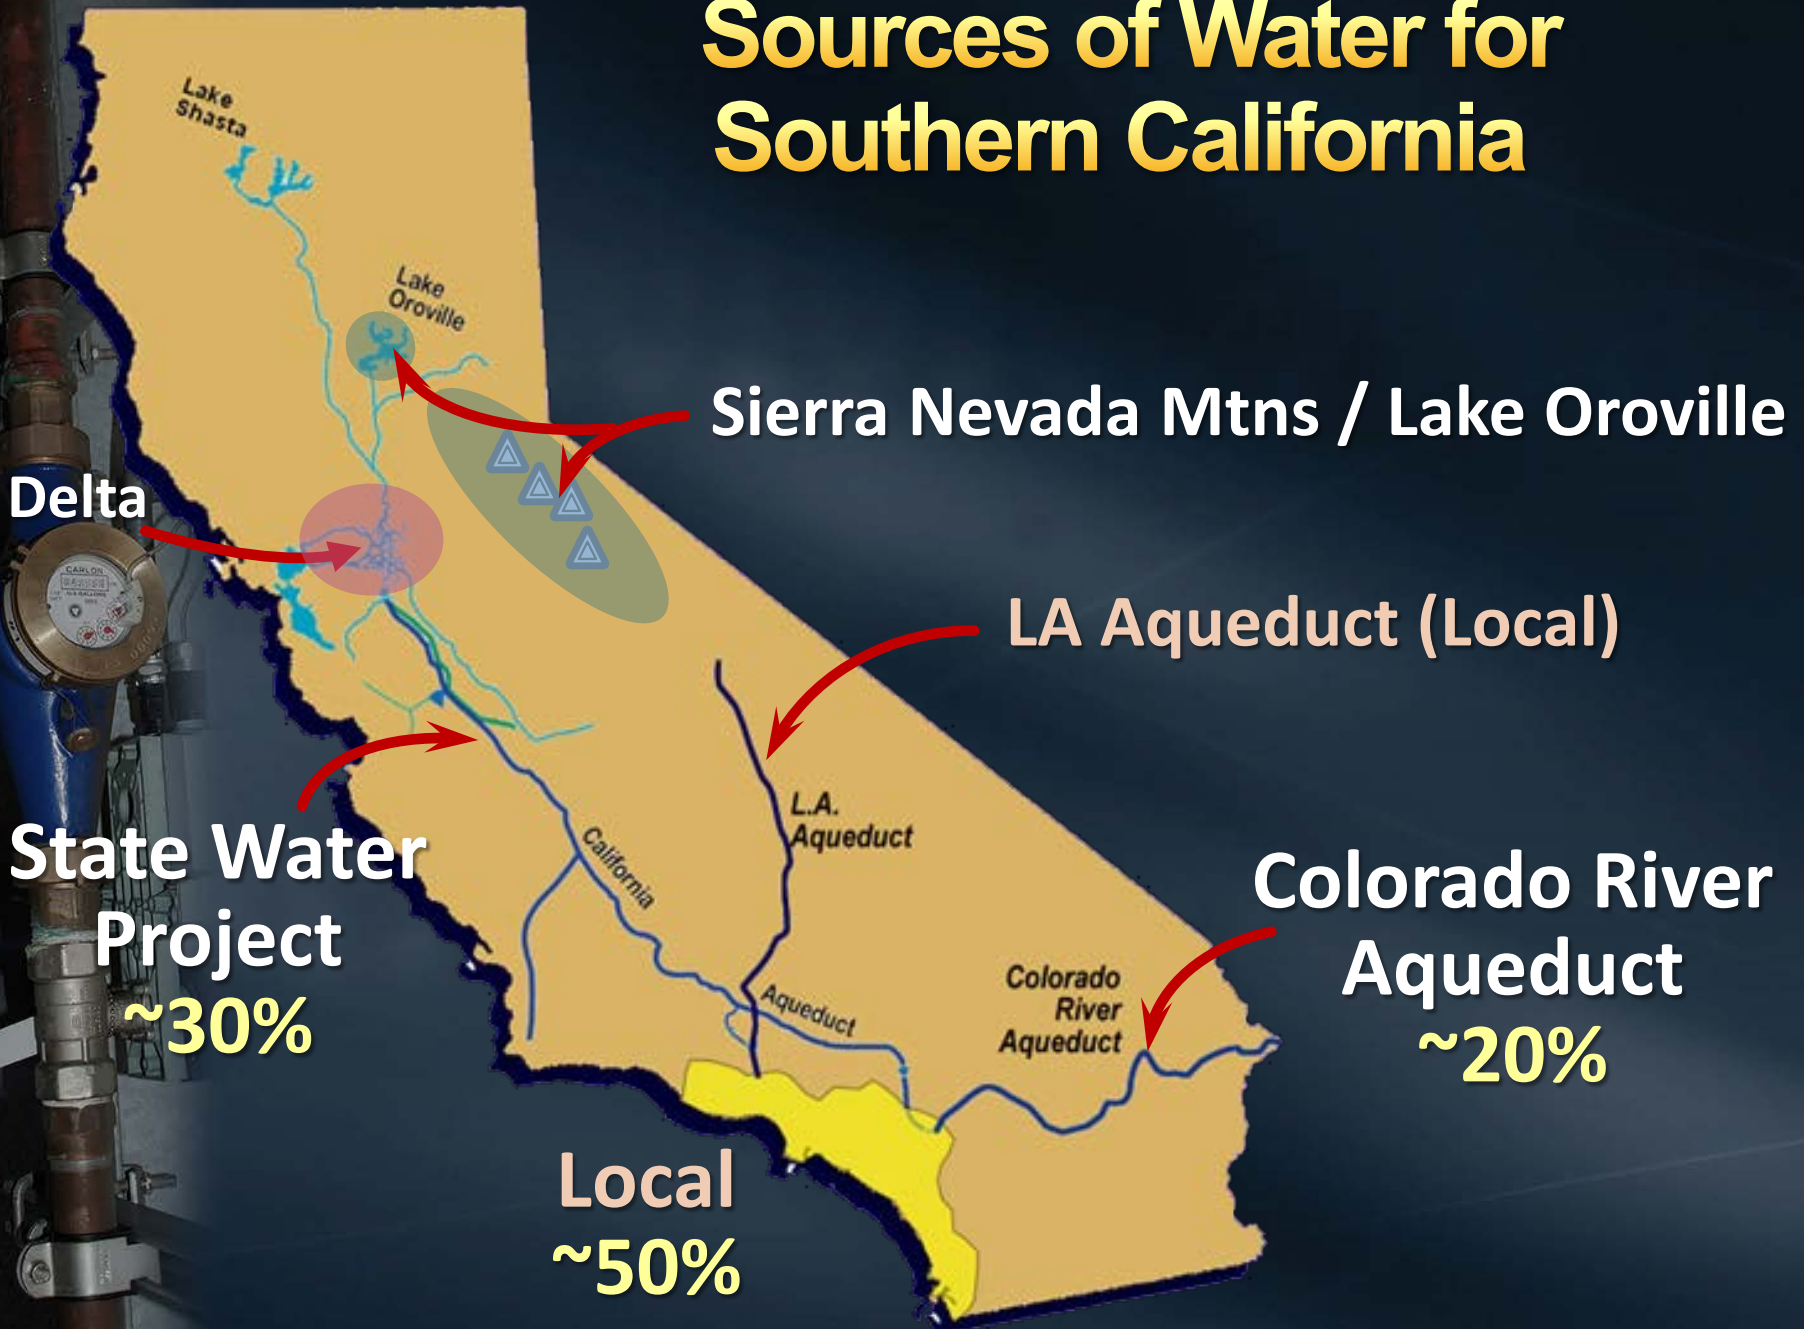 Sources of Water for
Southern California
Lake
Shasta
Lake
Oroville
Sierra Nevada Mtns / Lake Oroville
Delta
CARLON
LA Aqueduct (Local)
L.A.
Aqueduct
State Water
Project
~30%
California
Aqueduct
Colorado
River
Aqueduct
Colorado River
Aqueduct
~20%
Local
~50%